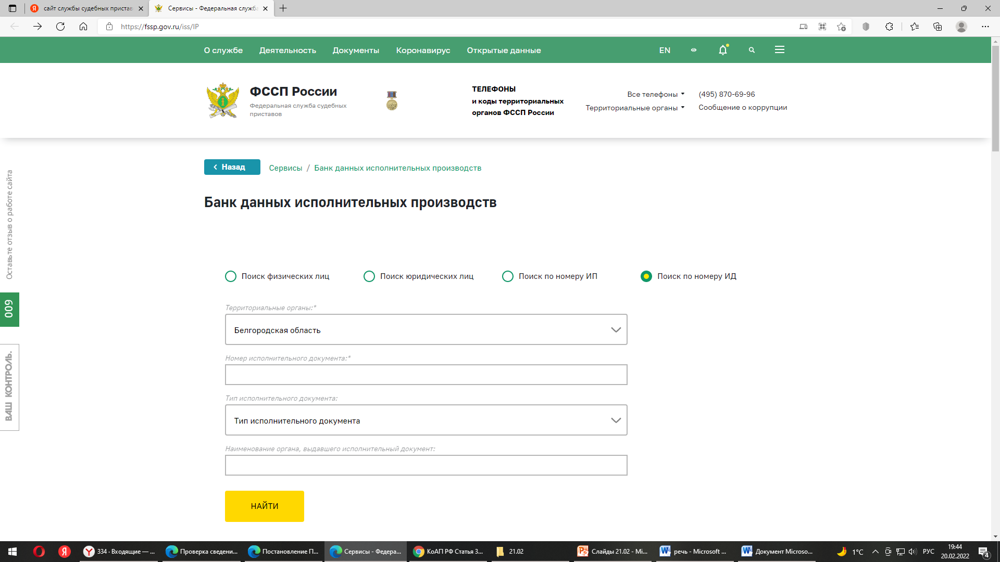 сайт службы судебных пристав
Сервисы - Федеральная служба
https://fssp.gov.ru/iss/IP
О службе
Деятельность
Документы
Коронавирус
Открытые данные
EN
ФССП России
Федеральная служба судебных
приставов
ТЕЛЕФОНЫ
и коды территориальных
органов ФССП России
Все телефоны
Территориальные органы
(495) 870-69-96
Сообщение о коррупции
Назад
Сервисы / Банк данных исполнительных производств
Банк данных исполнительных производств
Оставьте отзыв о работе сайта
600
ВАШ КОНТРОЛЬ.
Поиск физических лиц
Поиск юридических лиц
Поиск по номеру ИП
Поиск по номеру ИД
Территориальные органы:*
Белгородская область
Номер исполнительного документа:*
Тип исполнительного документа:
Тип исполнительного документа
Наименование органа, выдавшего исполнительный документ:
НАЙТИ
334 · Входящие — ...
Проверка сведени...
Постановление П...
Сервисы - Федера...
КоАП РФ Статья 3...
21.02
Слайды 21.02 - Mi...
речь - Microsoft ...
Документ Microso...
1°C
РУС
19:44
20.02.2022
4